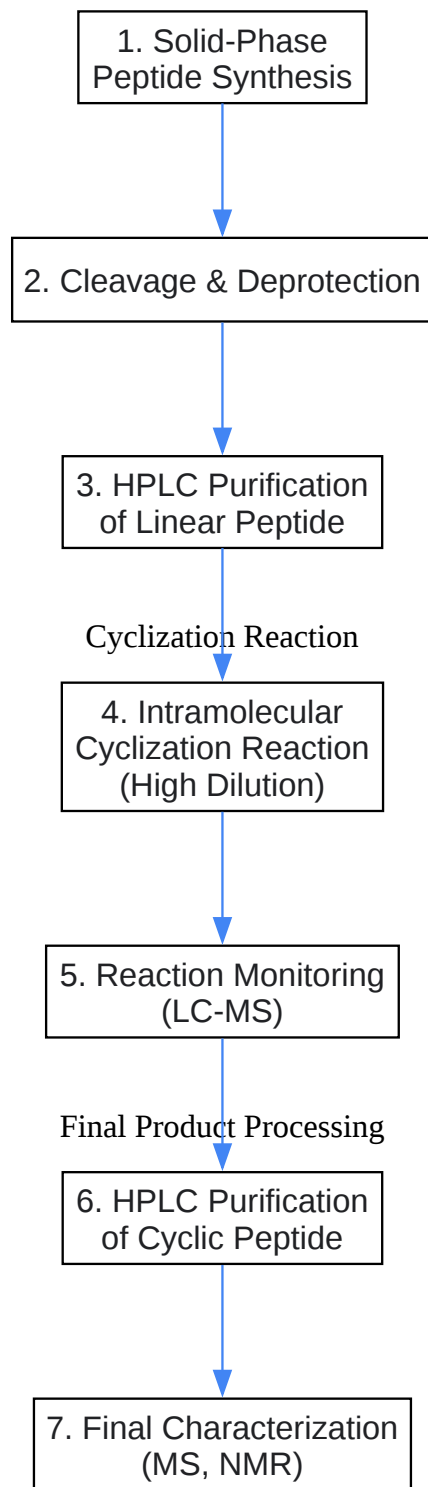 1. Solid-Phase
Peptide Synthesis
2. Cleavage & Deprotection
3. HPLC Purification
of Linear Peptide
Cyclization Reaction
4. Intramolecular
Cyclization Reaction
(High Dilution)
5. Reaction Monitoring
(LC-MS)
Final Product Processing
6. HPLC Purification
of Cyclic Peptide
7. Final Characterization
(MS, NMR)